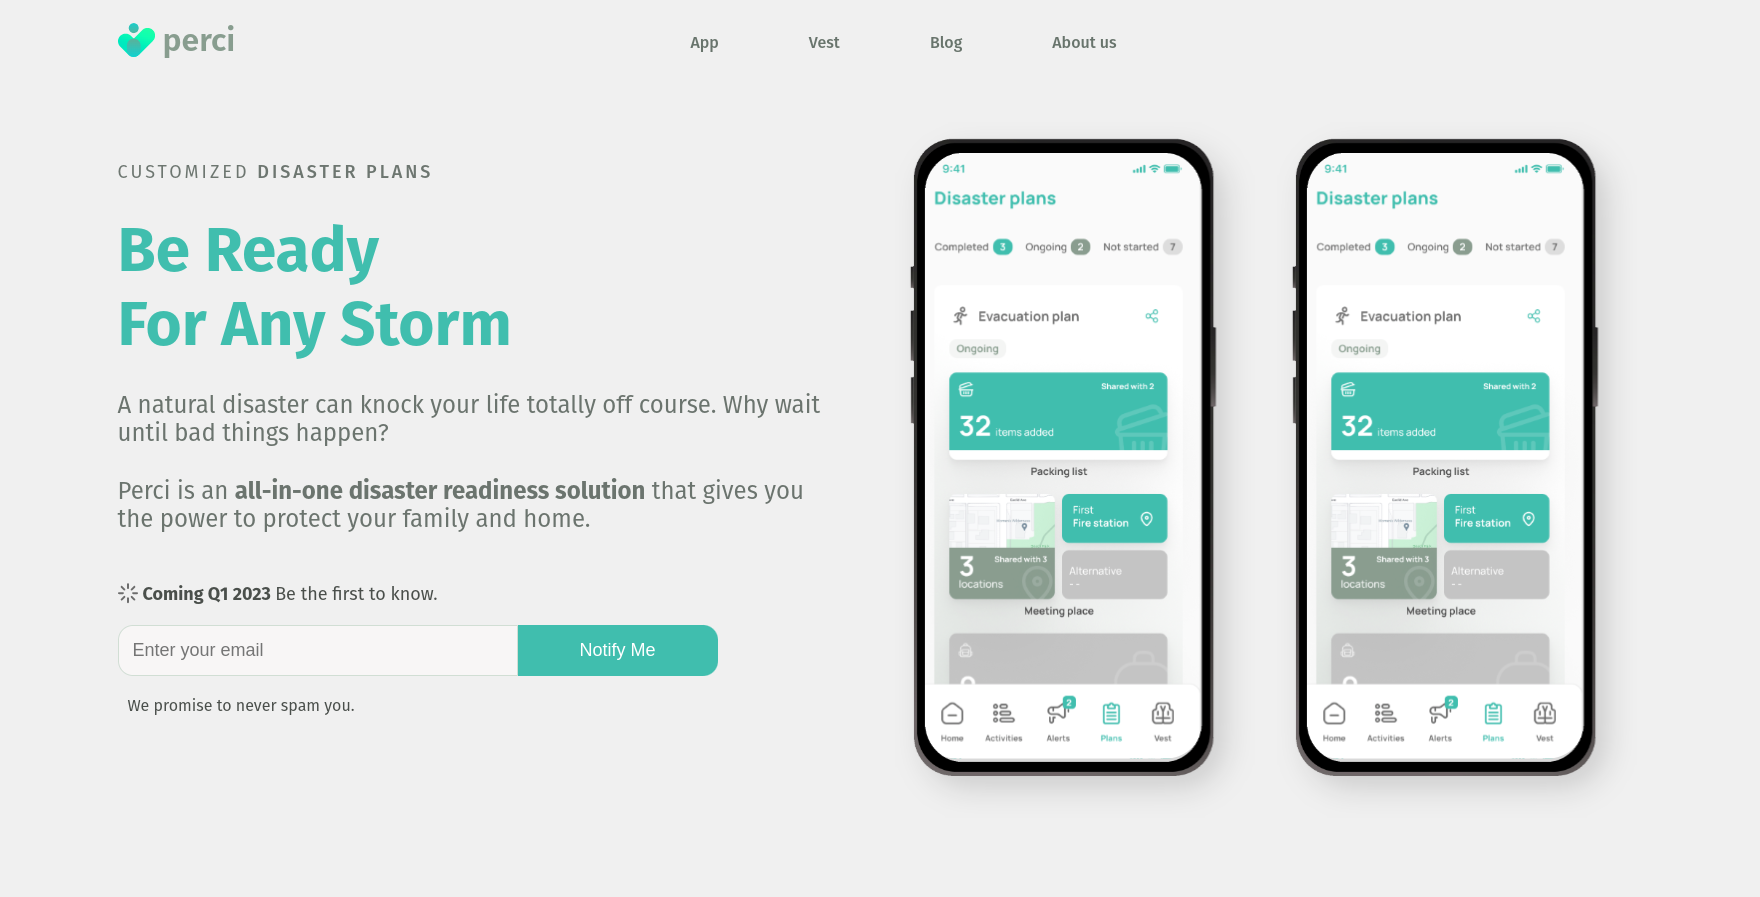 perci
App
Vest
Blog
About us
CUSTOMIZED DISASTER PLANS
Be Ready
For Any Storm
A natural disaster can knock your life totally off course. Why wait
until bad things happen?
Perci is an all-in-one disaster readiness solution that gives you
the power to protect your family and home.
Coming Q1 2023 Be the first to know.
Enter your email
Notify Me
We promise to never spam you.
9:41
Disaster plans
Completed 3 Ongoing 2 Not started 7
Evacuation plan
Ongoing
Shared with 2
32 items added
Packing list
First
Fire station
3
Shared with 3
locations
Alternative
- -
Meeting place
2
Home Activities Alerts Plans Vest
9:41
Disaster plans
Completed 3 Ongoing 2 Not started 7
Evacuation plan
Ongoing
Shared with 2
32 items added
Packing list
First
Fire station
3
Shared with 3
locations
Alternative
- -
Meeting place
2
Home Activities Alerts Plans Vest